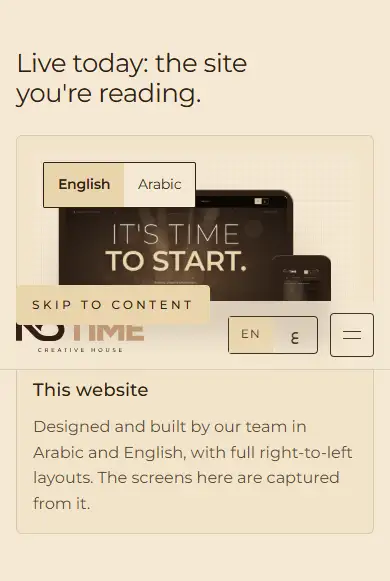 Live today: the site
you're reading.
English Arabic
IT'S TIME
TO START.
SKIP TO CONTENT
TIME
CREATIVE HOUSE
EN ع
This website
Designed and built by our team in
Arabic and English, with full right-to-left
layouts. The screens here are captured
from it.